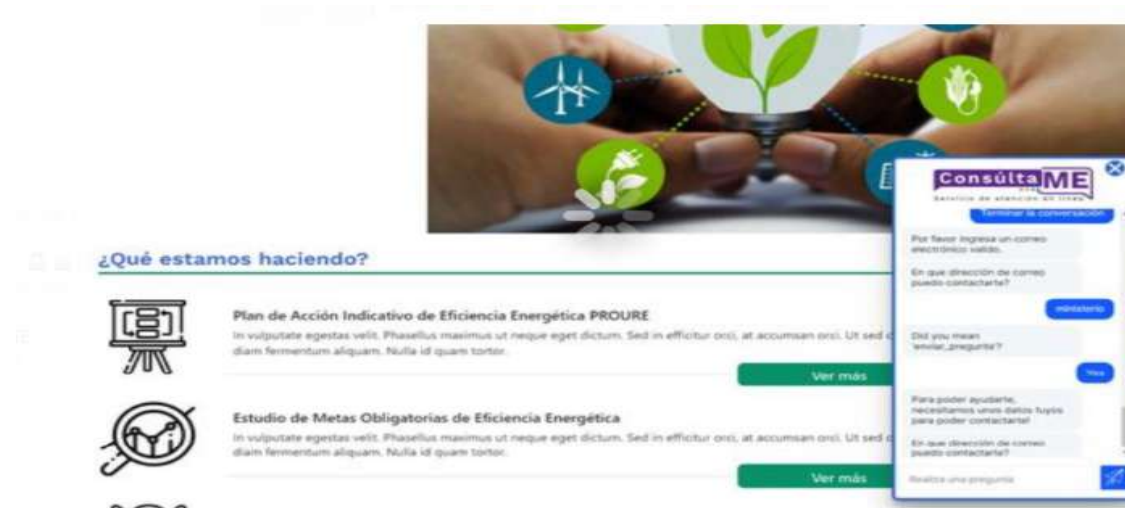 ¿Qué estamos haciendo?
Plan de Acción Indicativo de Eficiencia Energética PROURE
In vulputate egestas velit. Phasellus maximus ut neque eget dictum. Sed in efficitur orci, at accumsan orci. Ut sed
diam fermentum aliquam. Nulla id quam tortor.
Ver más
Estudio de Metas Obligatorias de Eficiencia Energética
In vulputate egestas velit. Phasellus maximus ut neque eget dictum. Sed in efficitur orci, at accumsan orci. Ut sed
diam fermentum aliquam. Nulla id quam tortor.
Ver más
ConsúltaME
Servicio de atención en línea
Terminar la conversación
Por favor ingresa un correo
electrónico valido.
En que dirección de correo
puedo contactarte?
ministerio
Did you mean
'enviar_pregunta'?
Yes
Para poder ayudarte,
necesitamos unos datos tuyos
para poder contactarte!
En que dirección de correo
puedo contactarte?
Realiza una pregunta